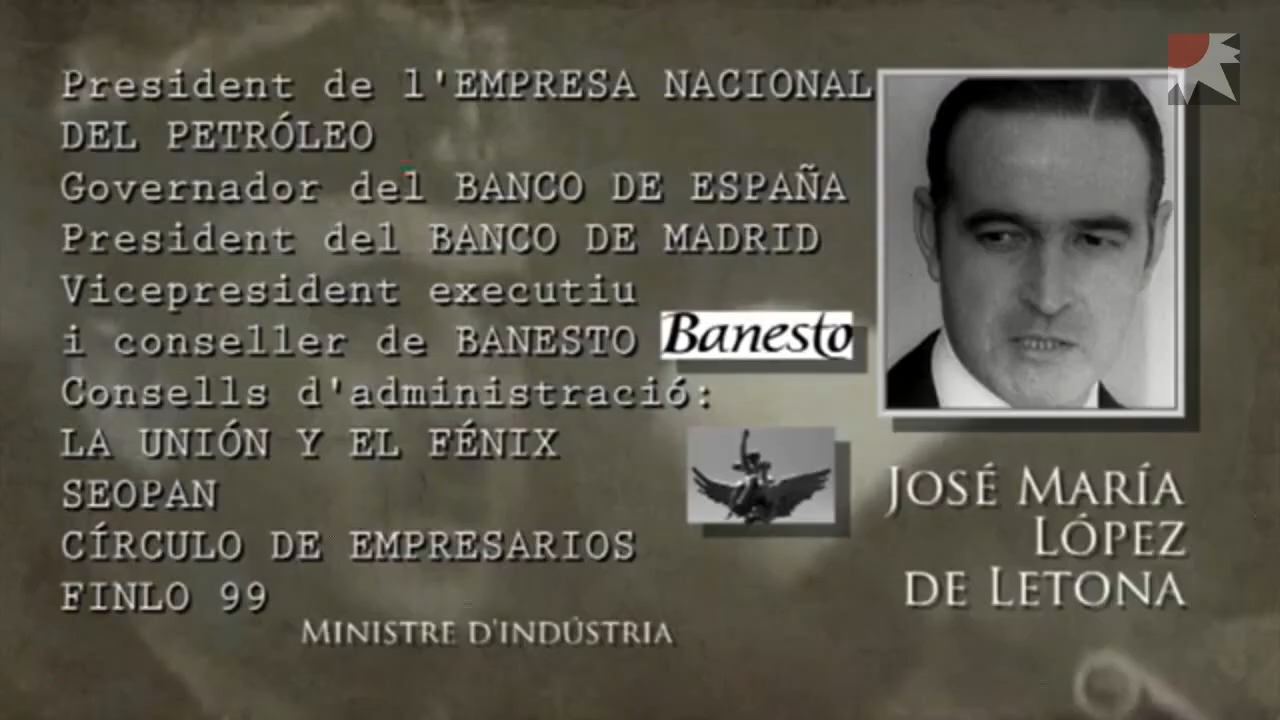 President de l'EMPRESA NACIONAL
DEL PETRÓLEO
Governador del BANCO DE ESPAÑA
President del BANCO DE MADRID
Vicepresident executiu
i conseller de BANESTO
Banesto
Consells d'administració:
LA UNIÓN Y EL FÉNIX
SEOPAN
CÍRCULO DE EMPRESARIOS
FINLO 99
MINISTRE D'INDÚSTRIA
JOSÉ MARÍA
LÓPEZ
DE LETONA